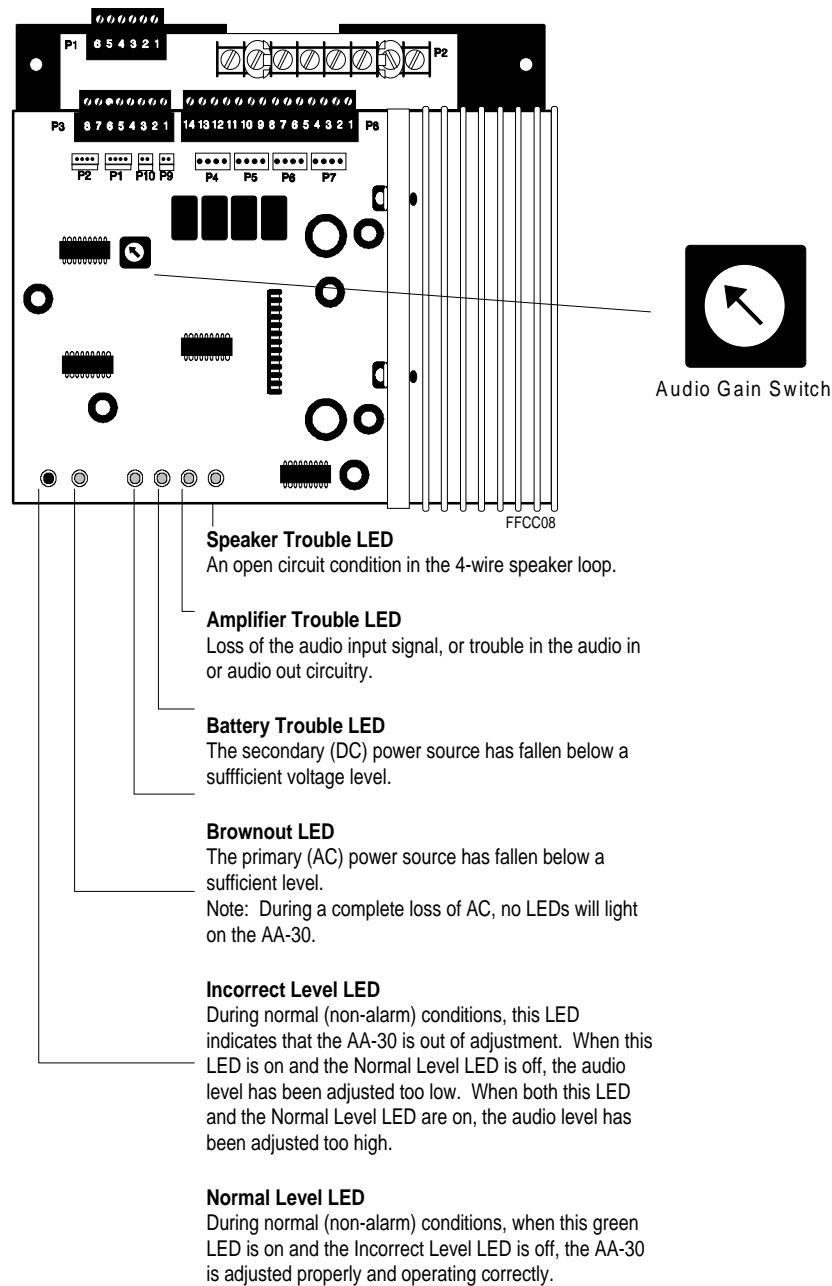 P1 6 5 4 3 2 1
P2
P3 8 7 6 5 4 3 2 1 14 13 12 11 10 9 8 7 6 5 4 3 2 1 P8
P2 P1 P10 P9 P4 P5 P6 P7
Audio Gain Switch
FFCC08
Speaker Trouble LED
An open circuit condition in the 4-wire speaker loop.
Amplifier Trouble LED
Loss of the audio input signal, or trouble in the audio in
or audio out circuitry.
Battery Trouble LED
The secondary (DC) power source has fallen below a
suffficient voltage level.
Brownout LED
The primary (AC) power source has fallen below a
sufficient level.
Note: During a complete loss of AC, no LEDs will light
on the AA-30.
Incorrect Level LED
During normal (non-alarm) conditions, this LED
indicates that the AA-30 is out of adjustment. When this
LED is on and the Normal Level LED is off, the audio
level has been adjusted too low. When both this LED
and the Normal Level LED are on, the audio level has
been adjusted too high.
Normal Level LED
During normal (non-alarm) conditions, when this green
LED is on and the Incorrect Level LED is off, the AA-30
is adjusted properly and operating correctly.